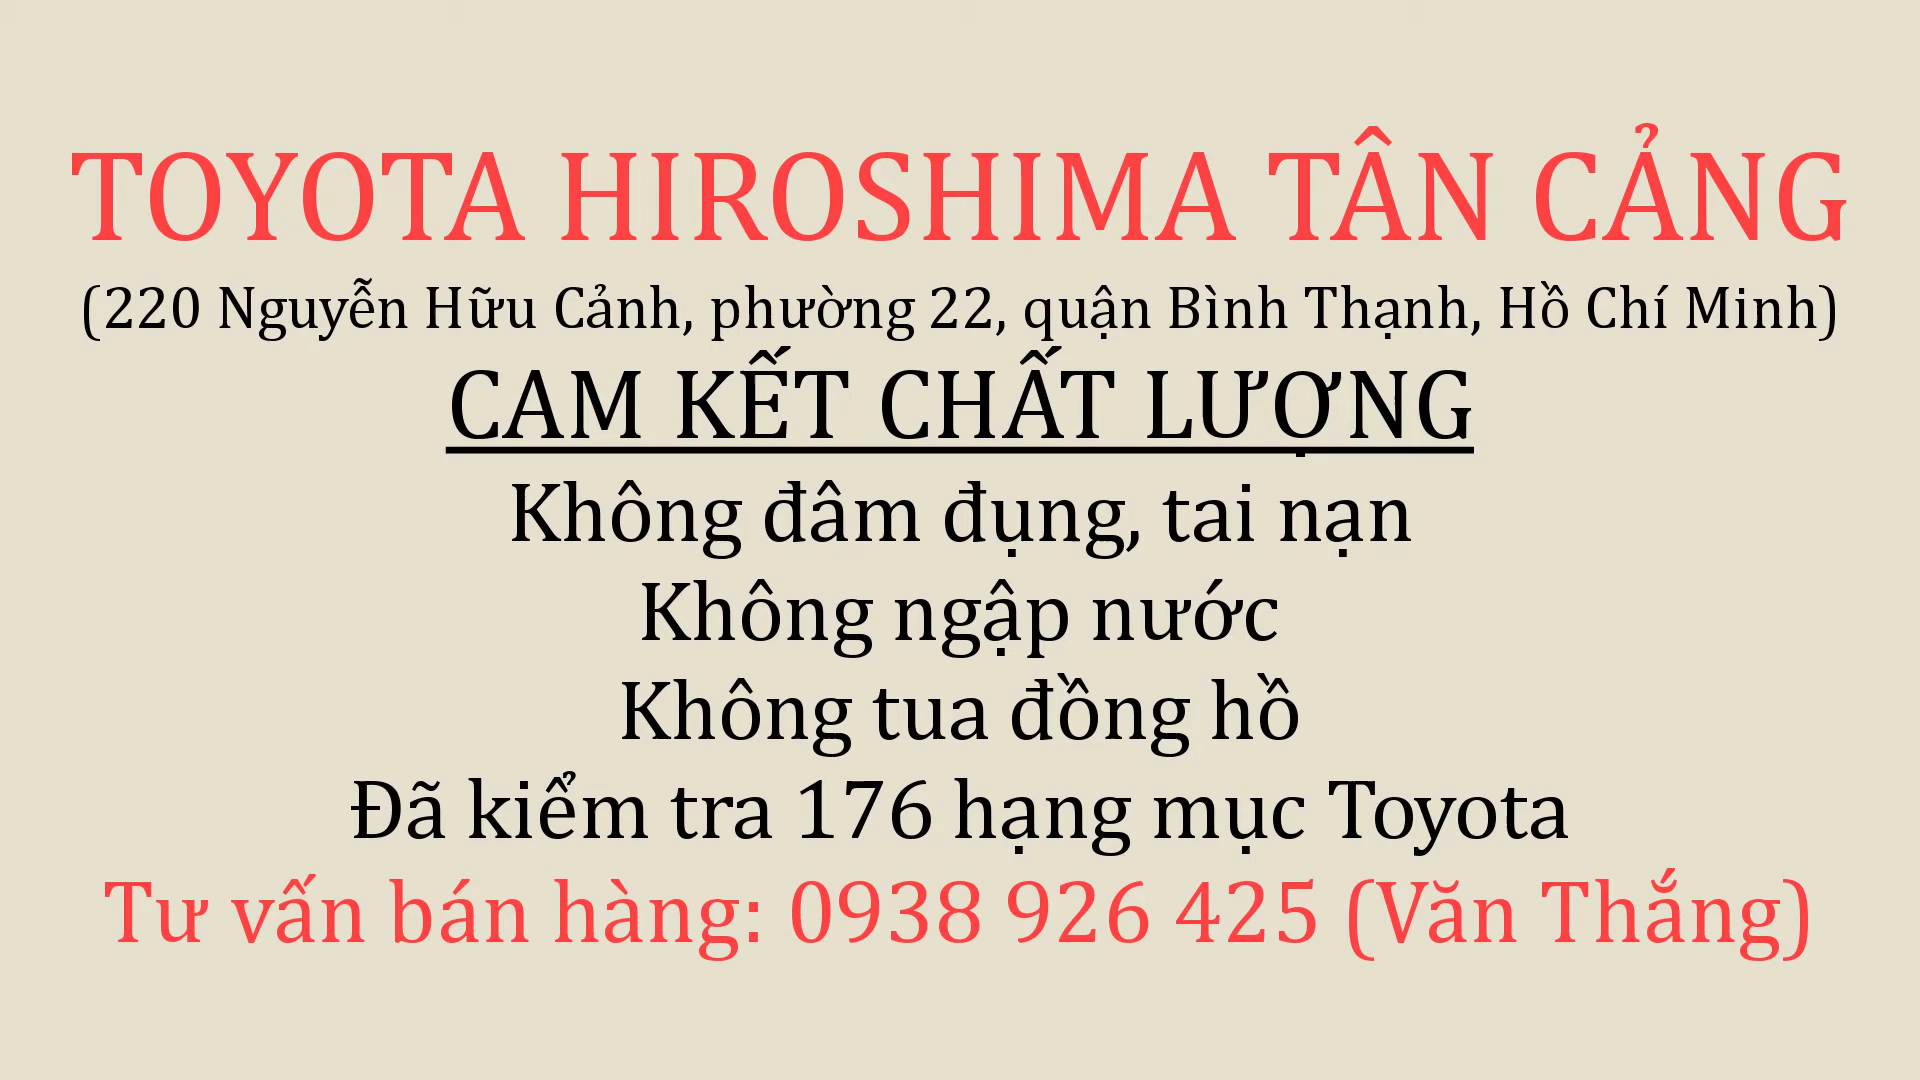 TOYOTA HIROSHIMA TÂN CẢNG
(220 Nguyễn Hữu Cảnh, phường 22, quận Bình Thạnh, Hồ Chí Minh)
CAM KẾT CHẤT LƯỢNG
Không đâm đụng, tai nạn
Không ngập nước
Không tua đồng hồ
Đã kiểm tra 176 hạng mục Toyota
Tư vấn bán hàng: 0938 926 425 (Văn Thắng)